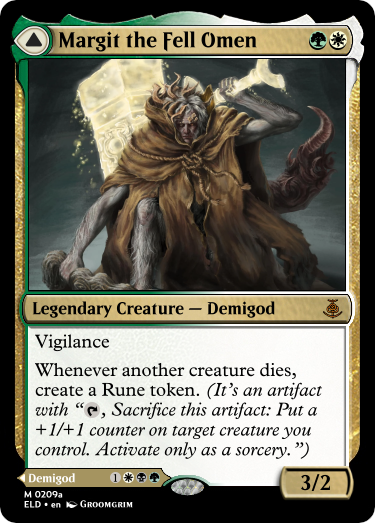 Margit the Fell Omen
Legendary Creature — Demigod
Vigilance
Whenever another creature dies,
create a Rune token. (It's an artifact
with “, Sacrifice this artifact: Put a
+1/+1 counter on target creature you
control. Activate only as a sorcery.”)
Demigod 1
3/2
M 0209a
ELD • en Groomgrim